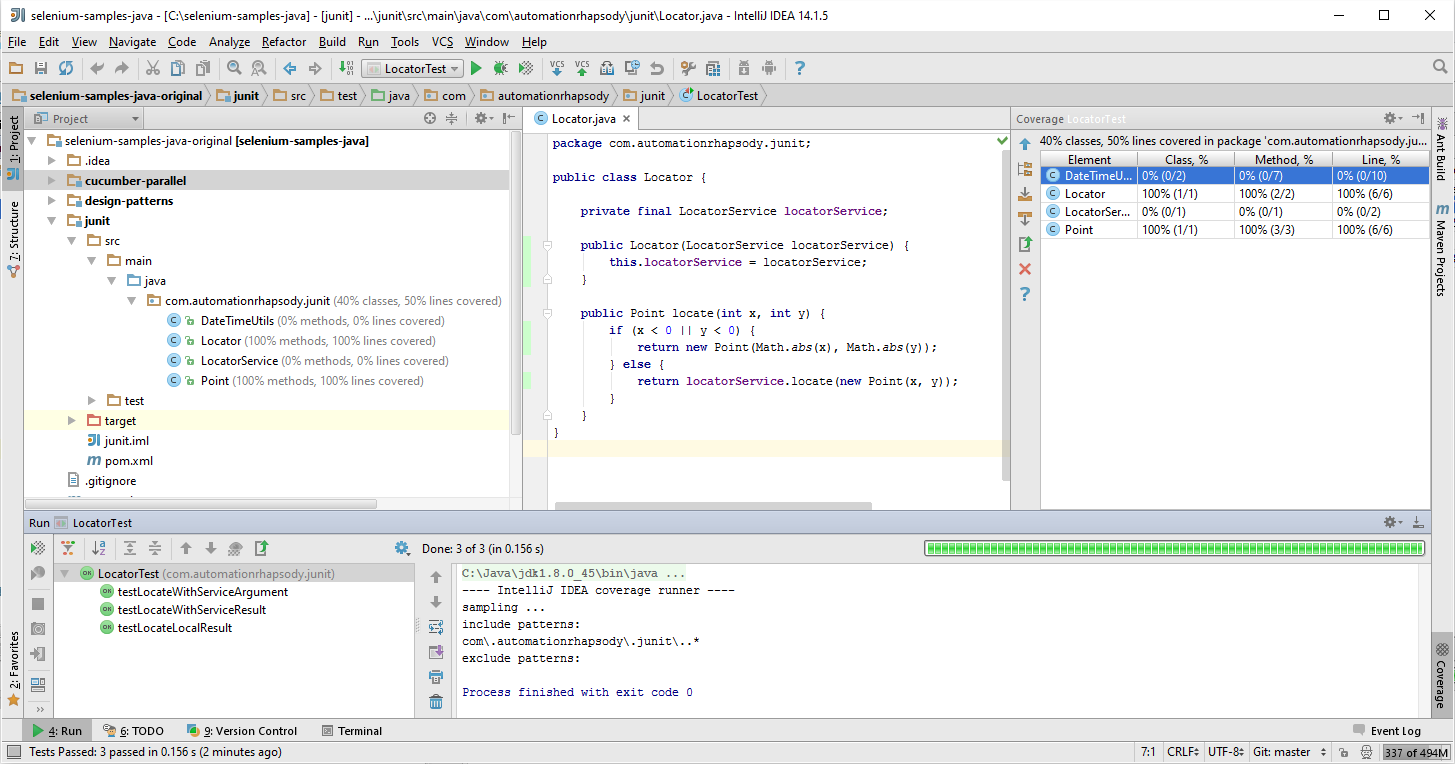 selenium-samples-java - [C:\selenium-samples-java] - [junit] - ...\junit\src\main\java\com\automationrhapsody\junit\Locator.java - IntelliJ IDEA 14.1.5
File Edit View Navigate Code Analyze Refactor Build Run Tools VCS Window Help
LocatorTest
VCS VCS
selenium-samples-java-original junit src test java com automationrhapsody junit LocatorTest
1: Project
7: Structure
2: Favorites
Project
selenium-samples-java-original [selenium-samples-java]
.idea
cucumber-parallel
design-patterns
junit
src
main
java
com.automationrhapsody.junit (40% classes, 50% lines covered)
DateTimeUtils (0% methods, 0% lines covered)
Locator (100% methods, 100% lines covered)
LocatorService (0% methods, 0% lines covered)
Point (100% methods, 100% lines covered)
test
target
junit.iml
pom.xml
.gitignore
Locator.java
package com.automationrhapsody.junit;
public class Locator {
private final LocatorService locatorService;
public Locator(LocatorService locatorService) {
this.locatorService = locatorService;
}
public Point locate(int x, int y) {
if (x < 0 || y < 0) {
return new Point(Math.abs(x), Math.abs(y));
} else {
return locatorService.locate(new Point(x, y));
}
}
}
Coverage LocatorTest
40% classes, 50% lines covered in package 'com.automationrhapsody.ju...
Element Class, % Method, % Line, %
DateTimeU... 0% (0/2) 0% (0/7) 0% (0/10)
Locator 100% (1/1) 100% (2/2) 100% (6/6)
LocatorSer... 0% (0/1) 0% (0/1) 0% (0/2)
Point 100% (1/1) 100% (3/3) 100% (6/6)
Ant Build
Maven Projects
Coverage
Run LocatorTest
Done: 3 of 3 (in 0.156 s)
LocatorTest (com.automationrhapsody.junit)
testLocateWithServiceArgument
testLocateWithServiceResult
testLocateLocalResult
C:\Java\jdk1.8.0_45\bin\java ...
---- IntelliJ IDEA coverage runner ----
sampling ...
include patterns:
com\.automationrhapsody\.junit\..*
exclude patterns:
Process finished with exit code 0
4: Run 6: TODO 9: Version Control Terminal Event Log
Tests Passed: 3 passed in 0.156 s (2 minutes ago) 7:1 CRLF UTF-8 Git: master 337 of 494M